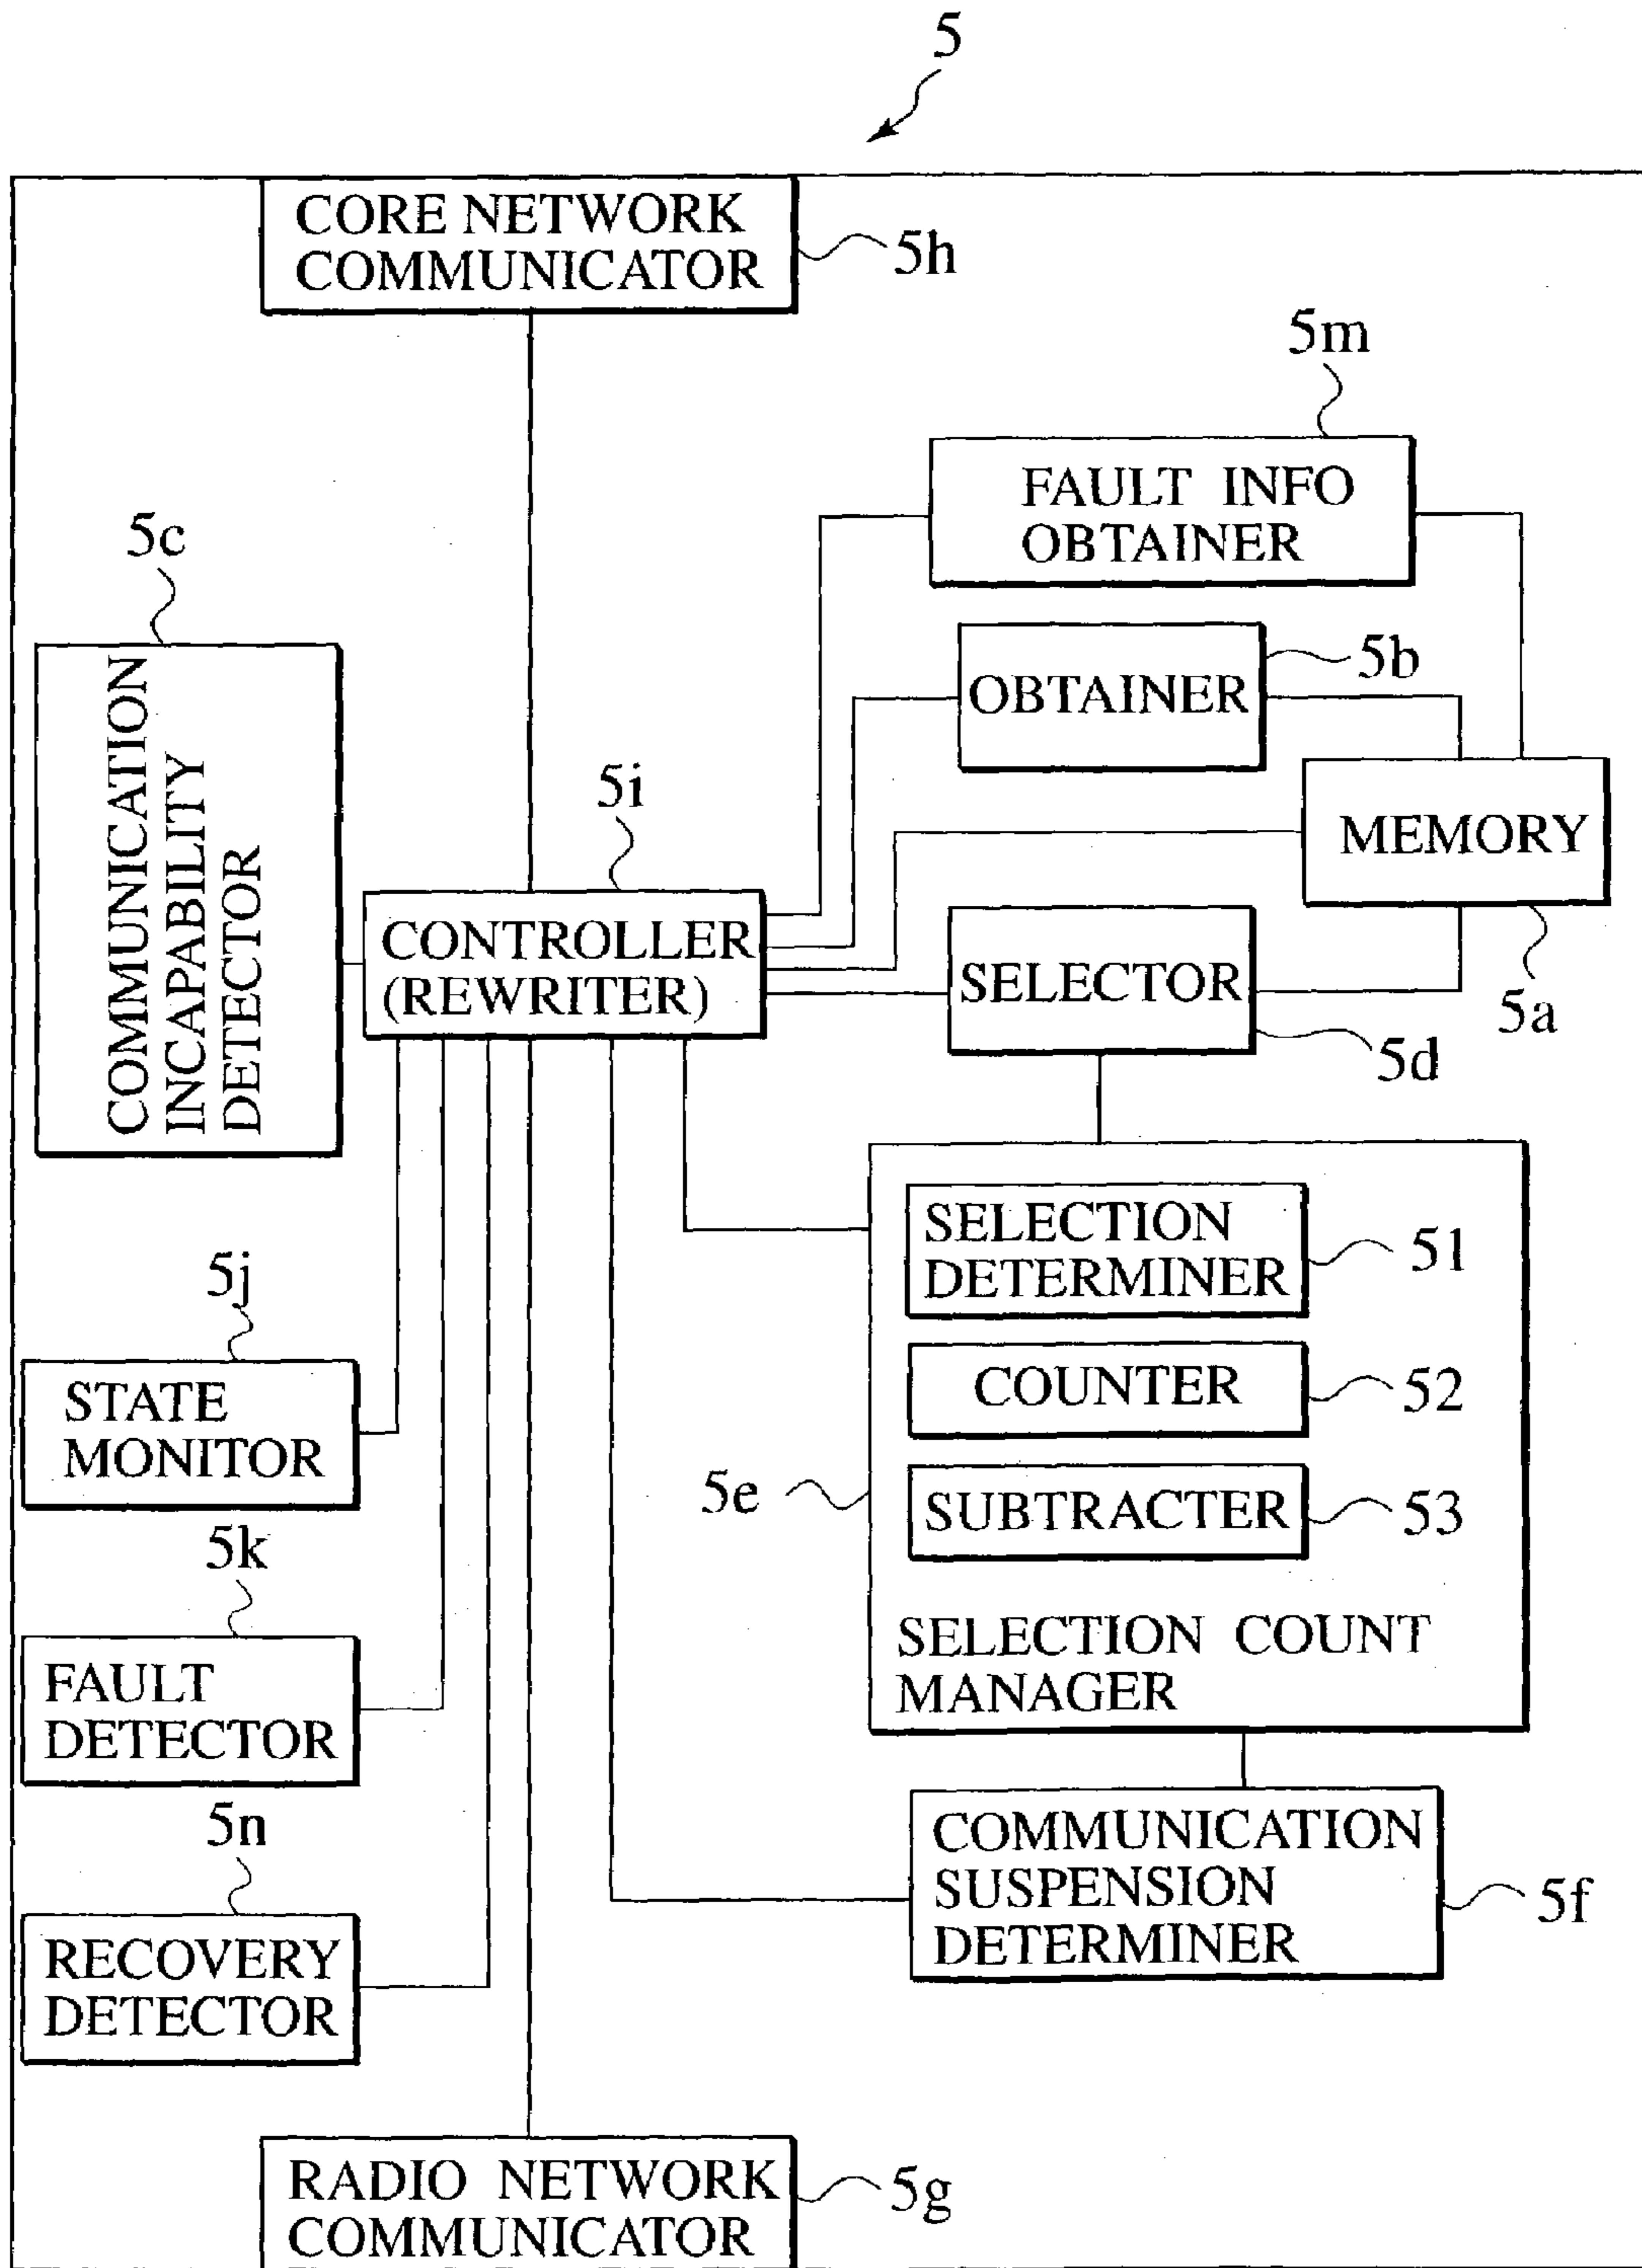 5
CORE NETWORK
COMMUNICATOR
5h
5m
FAULT INFO
OBTAINER
5c
COMMUNICATION
INCAPABILITY
DETECTOR
5b
OBTAINER
5i
MEMORY
5a
CONTROLLER
(REWRITER)
SELECTOR
5d
SELECTION
DETERMINER
51
5j
STATE
MONITOR
COUNTER
52
5e
SUBTRACTER
53
5k
FAULT
DETECTOR
SELECTION COUNT
MANAGER
5n
RECOVERY
DETECTOR
COMMUNICATION
SUSPENSION
DETERMINER
5f
RADIO NETWORK
COMMUNICATOR
5g